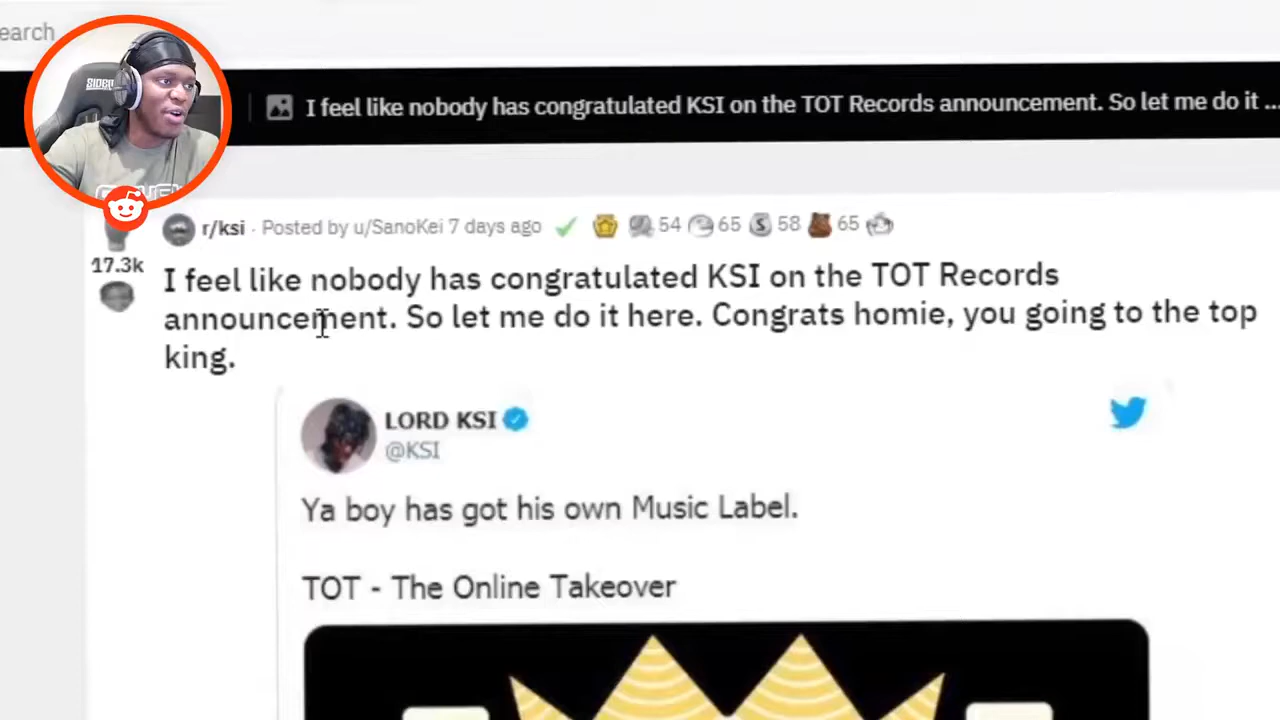 earch
I feel like nobody has congratulated KSI on the TOT Records announcement. So let me do it ...
r/ksi · Posted by u/SanoKei 7 days ago 54 65 58 65
17.3k
I feel like nobody has congratulated KSI on the TOT Records
announcement. So let me do it here. Congrats homie, you going to the top
king.
LORD KSI
@KSI
Ya boy has got his own Music Label.
TOT - The Online Takeover